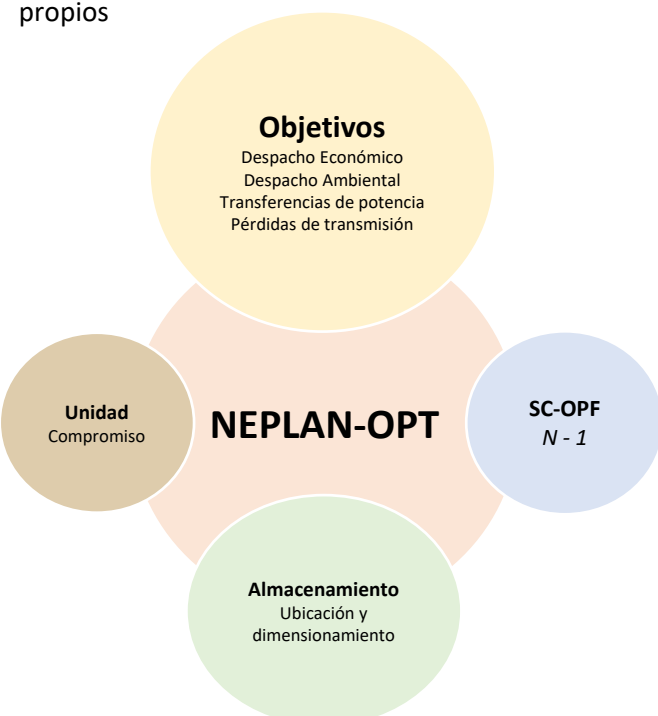 propios
Objetivos
Despacho Económico
Despacho Ambiental
Transferencias de potencia
Pérdidas de transmisión
Unidad
Compromiso
NEPLAN-OPT
SC-OPF
N - 1
Almacenamiento
Ubicación y
dimensionamiento